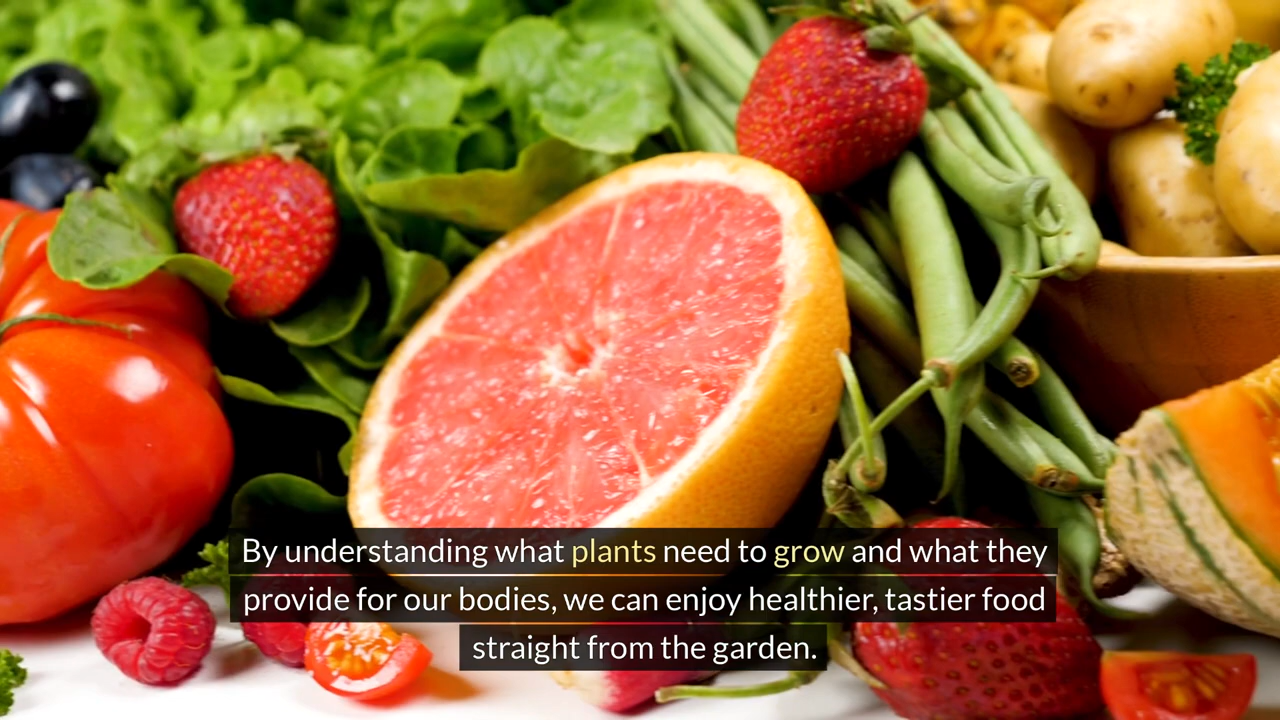 By understanding what plants need to grow and what they
provide for our bodies, we can enjoy healthier, tastier food
straight from the garden.